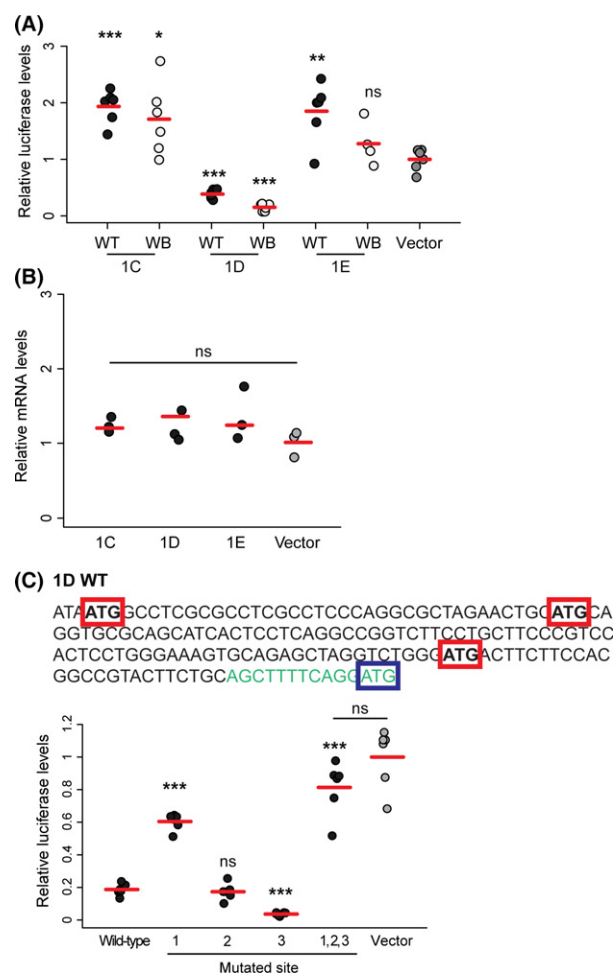 (A)
Relative luciferase levels
3
2
1
0
*** * *** *** ** ns
WT WB WT WB WT WB Vector
1C 1D 1E
(B)
Relative mRNA levels
3
2
1
0
ns
1C 1D 1E Vector
(C) 1D WT
ATAATGGCCTCGCGCCTCGCCTCCCAGGCGCTAGAACTGCATGCA
GGTGCGCAGCATCACTCCTCAGGCCGGTCTTCCTGCTTCCCGTCC
ACTCCTGGGAAAGTGCAGAGCTAGGTCTGGGATGACTTCTTCCAC
GGCCGTACTTCTGCAGCTTTTCAGGATG
Relative luciferase levels
1.2
1
0.8
0.6
0.4
0.2
0
*** ns *** *** ns
Wild-type 1 2 3 1,2,3 Vector
Mutated site